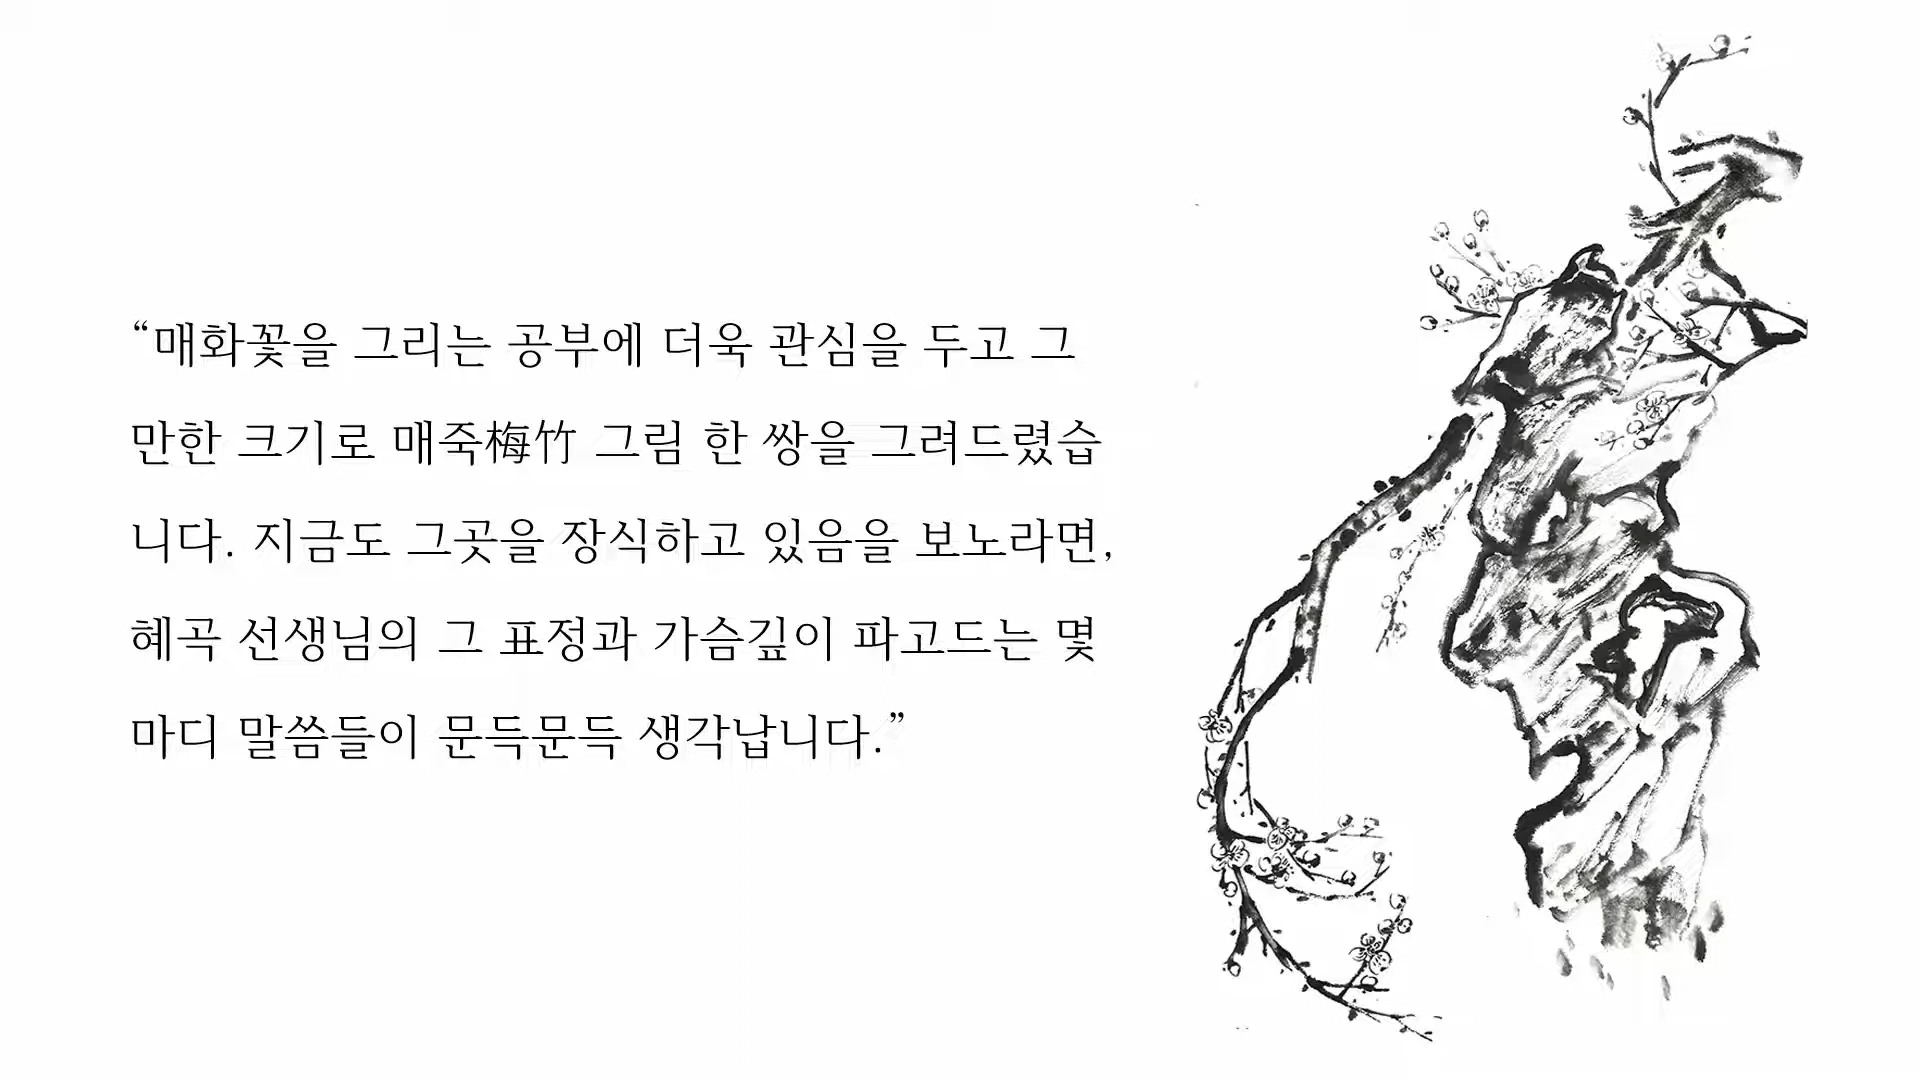 “매화꽃을 그리는 공부에 더욱 관심을 두고 그
만한 크기로 매죽梅竹 그림 한 쌍을 그려드렸습
니다. 지금도 그곳을 장식하고 있음을 보노라면,
혜곡 선생님의 그 표정과 가슴깊이 파고드는 몇
마디 말씀들이 문득문득 생각납니다.”